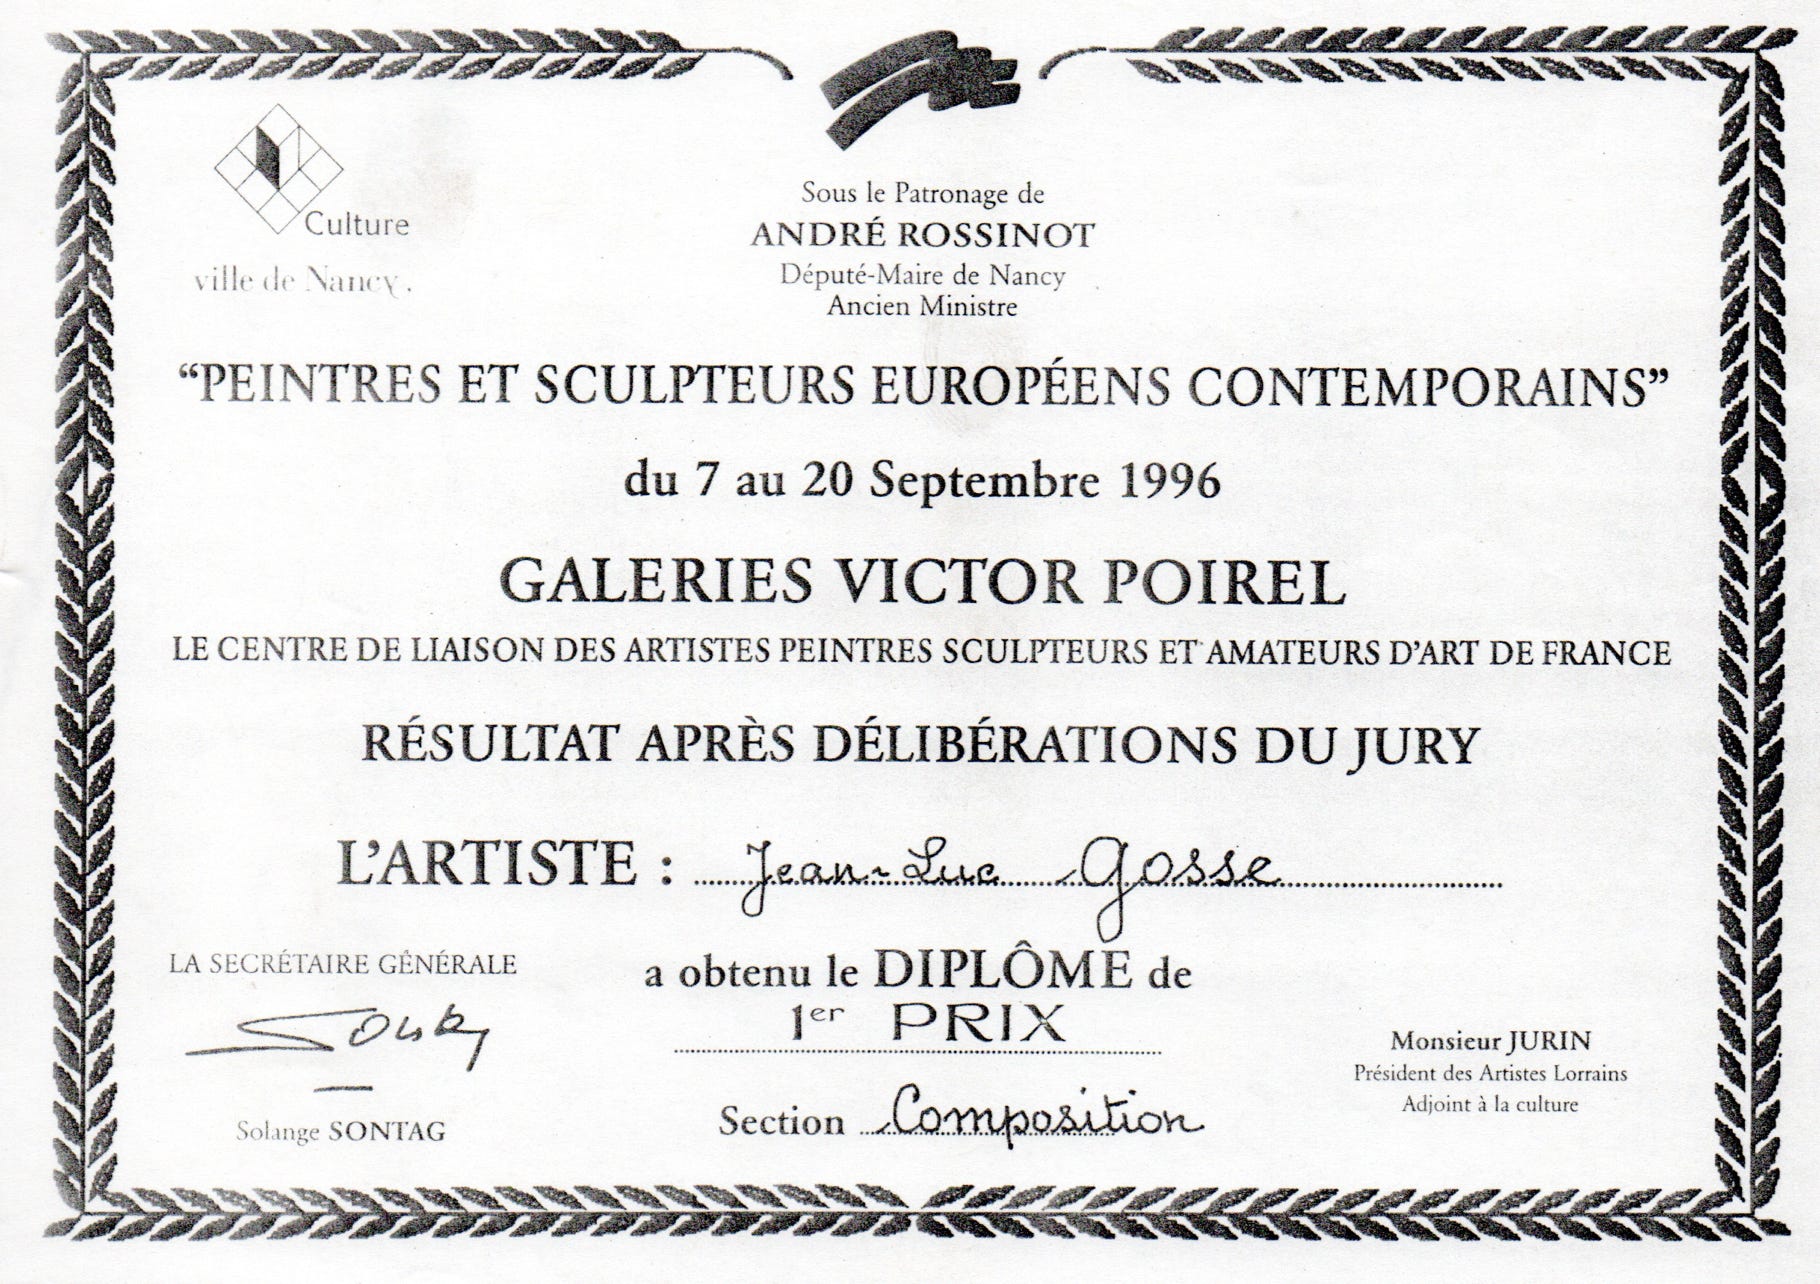 Culture
ville de Nancy.
Sous le Patronage de
ANDRÉ ROSSINOT
Député-Maire de Nancy
Ancien Ministre
“PEINTRES ET SCULPTEURS EUROPÉENS CONTEMPORAINS”
du 7 au 20 Septembre 1996
GALERIES VICTOR POIREL
LE CENTRE DE LIAISON DES ARTISTES PEINTRES SCULPTEURS ET AMATEURS D’ART DE FRANCE
RÉSULTAT APRÈS DÉLIBÉRATIONS DU JURY
L’ARTISTE : Jean-Luc Gosse
a obtenu le DIPLÔME de
1er PRIX
Section Composition
LA SECRÉTAIRE GÉNÉRALE
Sontag
Solange SONTAG
Monsieur JURIN
Président des Artistes Lorrains
Adjoint à la culture